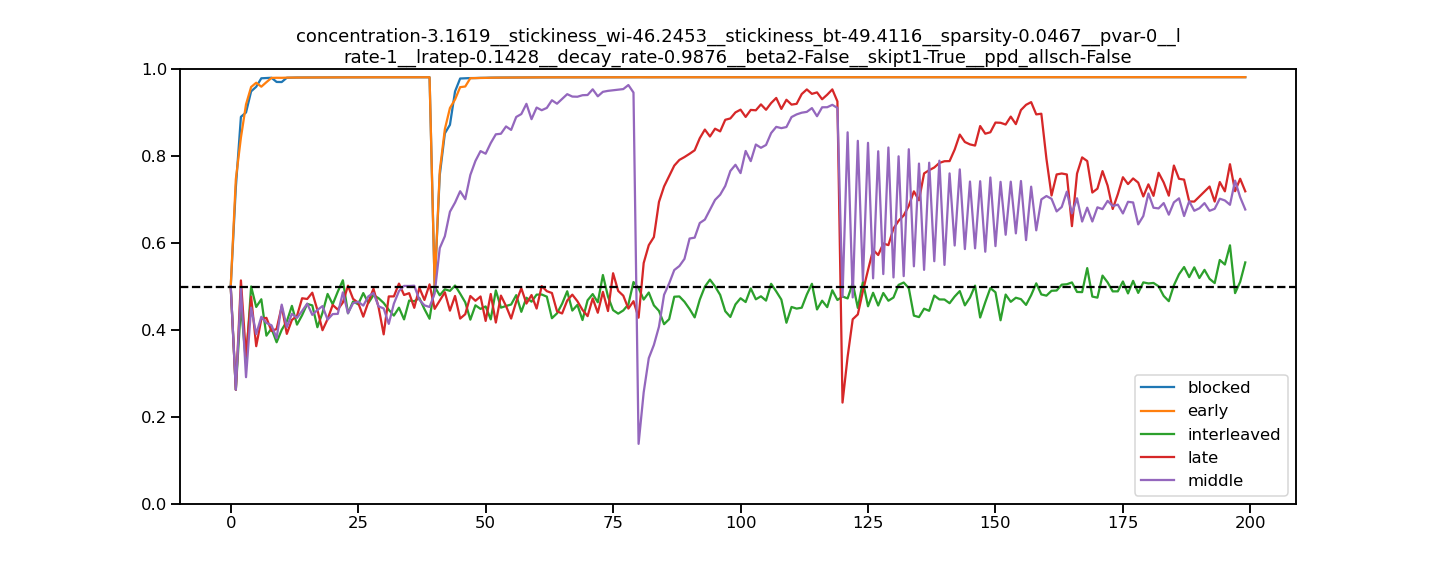 concentration-3.1619__stickiness_wi-46.2453__stickiness_bt-49.4116__sparsity-0.0467__pvar-0__l
rate-1__lratep-0.1428__decay_rate-0.9876__beta2-False__skipt1-True__ppd_allsch-False
1.0
0.8
0.6
0.4
0.2
0.0
blocked
early
interleaved
late
middle
0 25 50 75 100 125 150 175 200